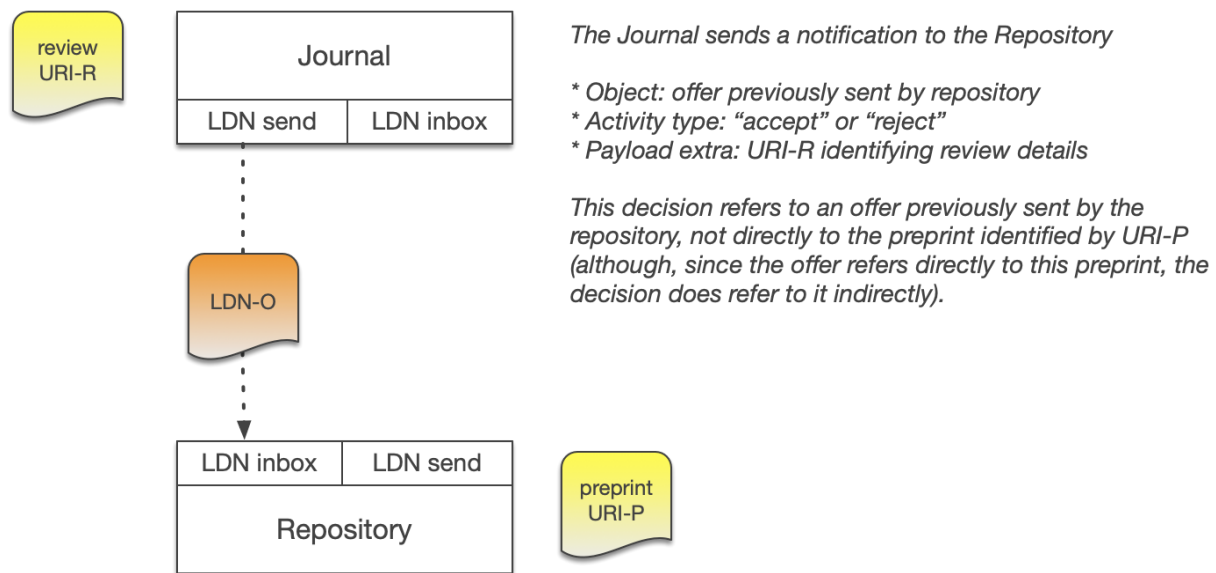 review
URI-R
Journal
LDN send
LDN inbox
The Journal sends a notification to the Repository
* Object: offer previously sent by repository
* Activity type: “accept” or “reject”
* Payload extra: URI-R identifying review details
This decision refers to an offer previously sent by the
repository, not directly to the preprint identified by URI-P
(although, since the offer refers directly to this preprint, the
decision does refer to it indirectly).
LDN-O
LDN inbox
LDN send
Repository
preprint
URI-P